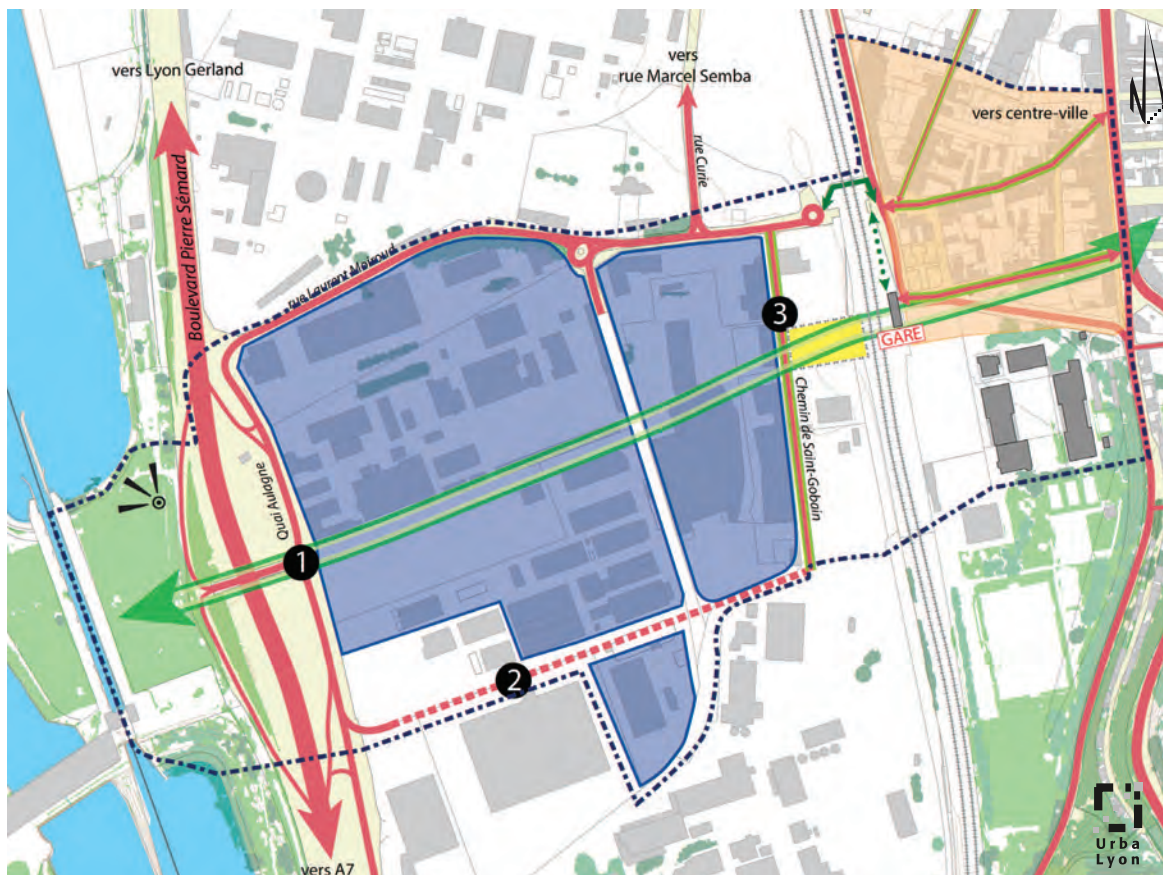 vers Lyon Gerland
vers
rue Marcel Semba
vers centre-ville
N
Boulevard Pierre Sémard
rue Curie
rue Laurent Moiroud
3
GARE
Chemin de Saint-Gobain
Quai Aulagne
1
2
vers A7
Urba
Lyon